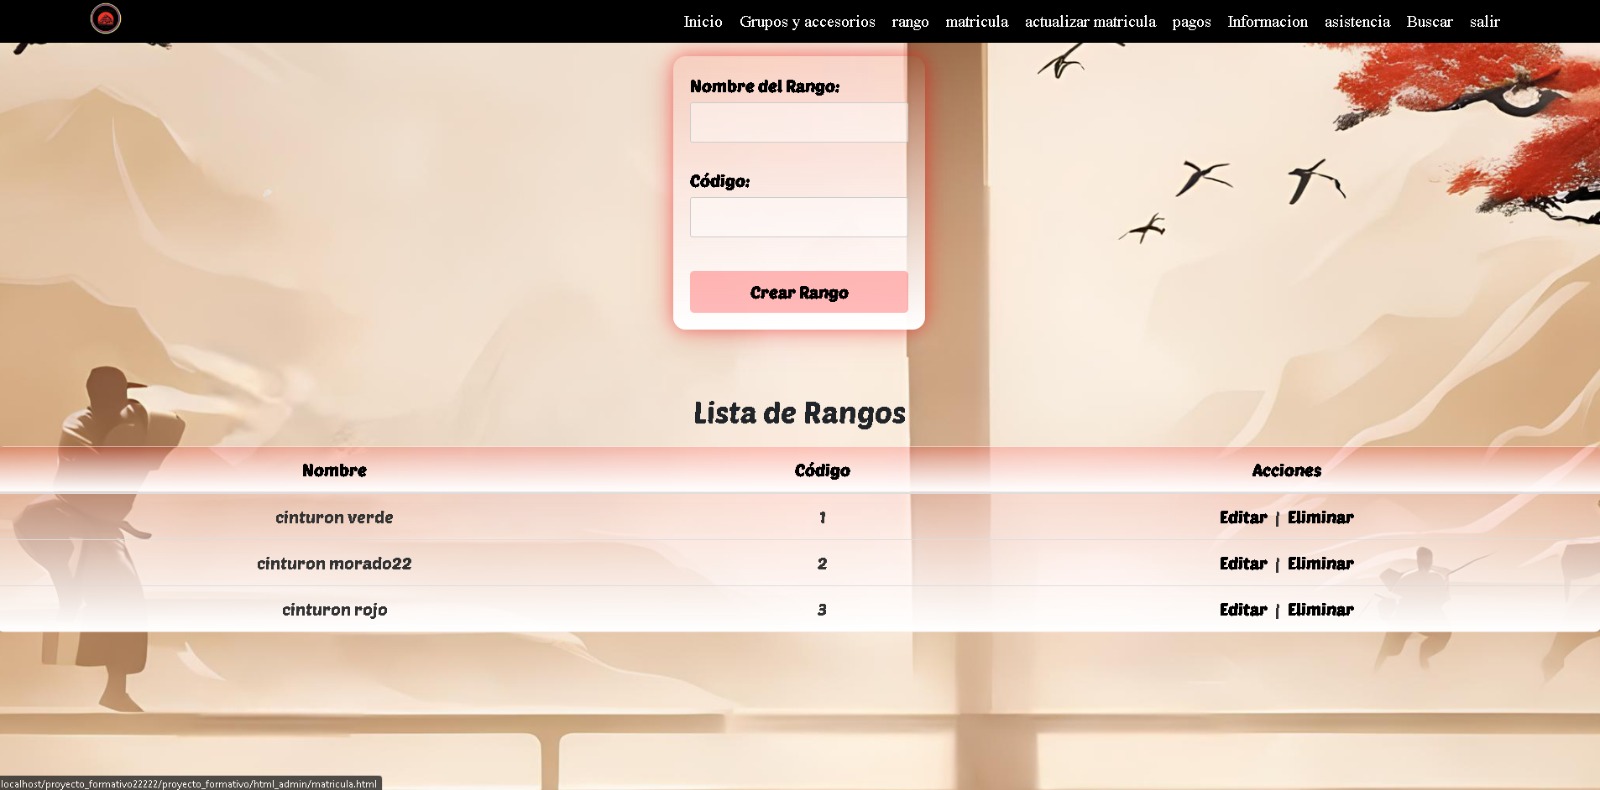 Inicio Grupos y accesorios rango matricula actualizar matricula pagos Informacion asistencia Buscar salir
Nombre del Rango:
Código:
Crear Rango
Lista de Rangos
Nombre Código Acciones
cinturon verde 1 Editar | Eliminar
cinturon morado22 2 Editar | Eliminar
cinturon rojo 3 Editar | Eliminar
localhost/proyecto_formativo22222/proyecto_formativo/html_admin/matricula.html